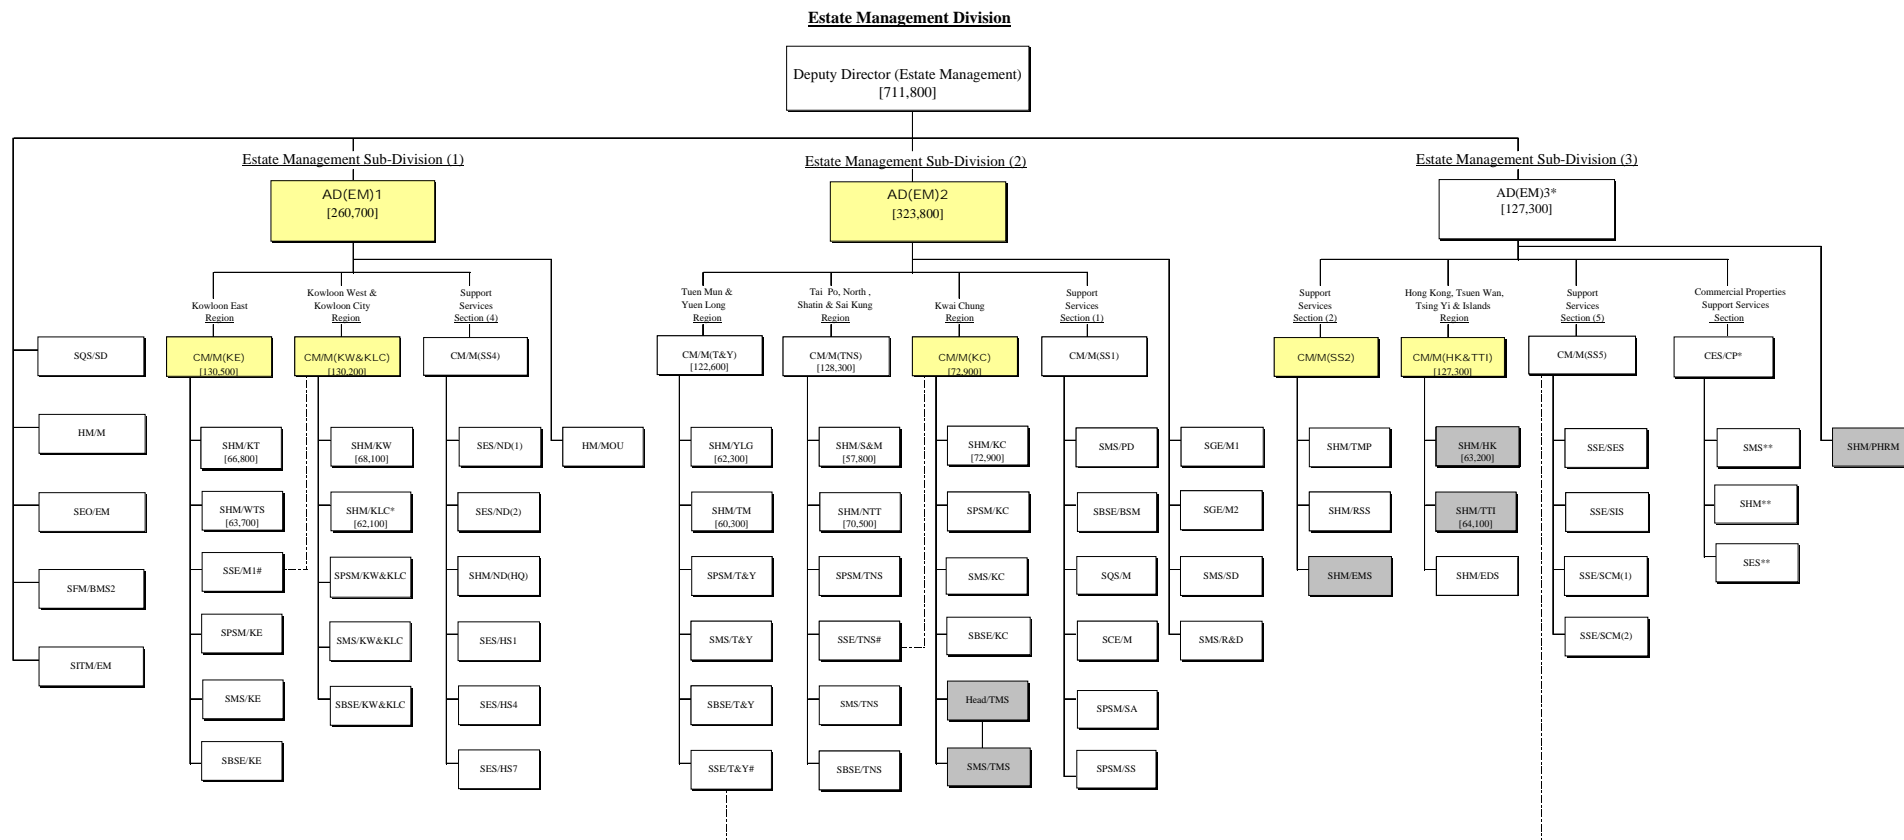 Estate Management Division
Deputy Director (Estate Management)
[711,800]
Estate Management Sub-Division (1)
AD(EM)1
[260,700]
Kowloon East
Region
CM/M(KE)
[130,500]
SHM/KT
[66,800]
SHM/WTS
[63,700]
SSE/M1#
SPSM/KE
SMS/KE
SBSE/KE
Kowloon West &
Kowloon City
Region
CM/M(KW&KLC)
[130,200]
SHM/KW
[68,100]
SHM/KLC*
[62,100]
SPSM/KW&KLC
SMS/KW&KLC
SBSE/KW&KLC
Support
Services
Section (4)
CM/M(SS4)
SES/ND(1)
SES/ND(2)
SHM/ND(HQ)
SES/HS1
SES/HS4
SES/HS7
HM/MOU
SQS/SD
HM/M
SEO/EM
SFM/BMS2
SITM/EM
Estate Management Sub-Division (2)
AD(EM)2
[323,800]
Tuen Mun &
Yuen Long
Region
CM/M(T&Y)
[122,600]
SHM/YLG
[62,300]
SHM/TM
[60,300]
SPSM/T&Y
SMS/T&Y
SBSE/T&Y
SSE/T&Y#
Tai Po, North ,
Shatin & Sai Kung
Region
CM/M(TNS)
[128,300]
SHM/S&M
[57,800]
SHM/NTT
[70,500]
SPSM/TNS
SSE/TNS#
SMS/TNS
SBSE/TNS
Kwai Chung
Region
CM/M(KC)
[72,900]
SHM/KC
[72,900]
SPSM/KC
SMS/KC
SBSE/KC
Head/TMS
SMS/TMS
Support
Services
Section (1)
CM/M(SS1)
SMS/PD
SBSE/BSM
SQS/M
SCE/M
SPSM/SA
SPSM/SS
SGE/M1
SGE/M2
SMS/SD
SMS/R&D
Estate Management Sub-Division (3)
AD(EM)3*
[127,300]
Support
Services
Section (2)
CM/M(SS2)
SHM/TMP
SHM/RSS
SHM/EMS
Hong Kong, Tsuen Wan,
Tsing Yi & Islands
Region
CM/M(HK&TTI)
[127,300]
SHM/HK
[63,200]
SHM/TTI
[64,100]
SHM/EDS
Support
Services
Section (5)
CM/M(SS5)
SSE/SES
SSE/SIS
SSE/SCM(1)
SSE/SCM(2)
Commercial Properties
Support Services
Section
CES/CP*
SMS**
SHM**
SES**
SHM/PHRM